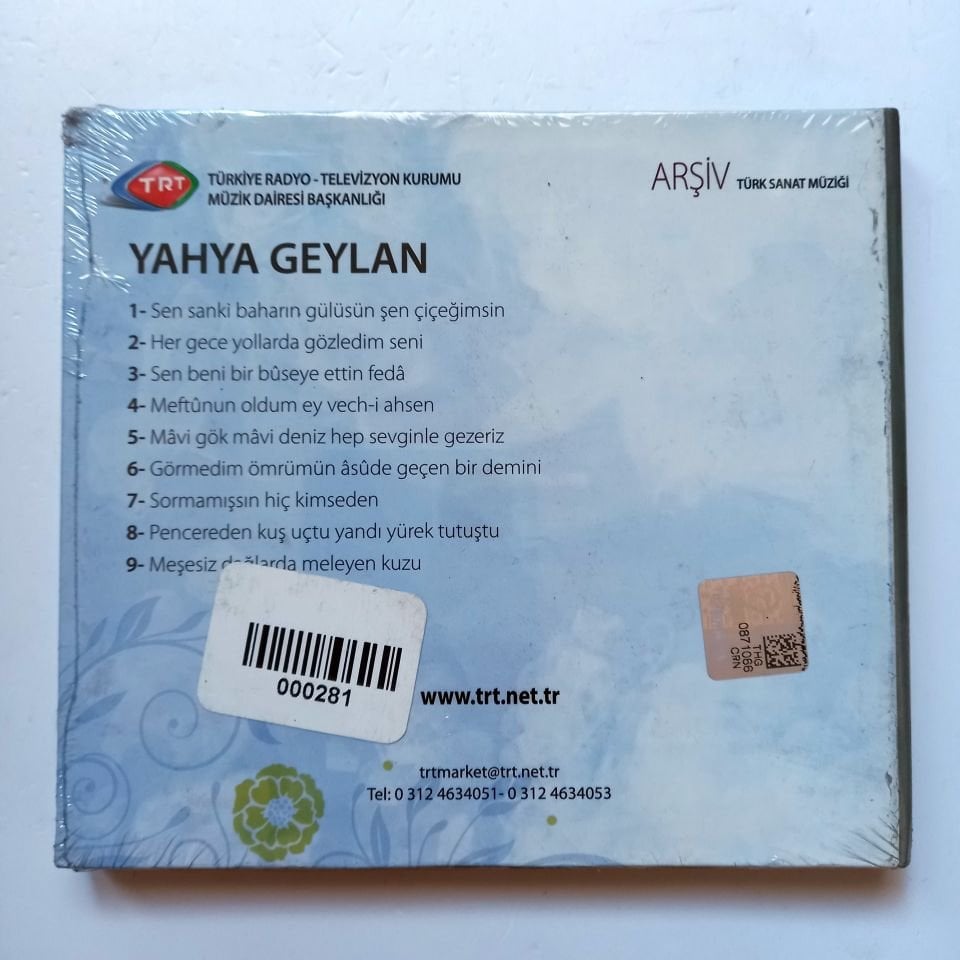 TRT
TÜRKİYE RADYO - TELEVİZYON KURUMU
MÜZİK DAİRESİ BAŞKANLIĞI
ARŞİV TÜRK SANAT MÜZİĞİ
YAHYA GEYLAN
1- Sen sanki baharın gülüsün şen çiçeğimsin
2- Her gece yollarda gözledim seni
3- Sen beni bir bûseye ettin fedâ
4- Meftûnun oldum ey vech-i ahsen
5- Mâvi gök mâvi deniz hep sevginle gezeriz
6- Görmedim ömrümün âsûde geçen bir demini
7- Sormamışsın hiç kimseden
8- Pencereden kuş uçtu yandı yürek tutuştu
9- Meşesiz dağlarda meleyen kuzu
000281
THG
0871066
CRN
www.trt.net.tr
trtmarket@trt.net.tr
Tel: 0 312 4634051- 0 312 4634053